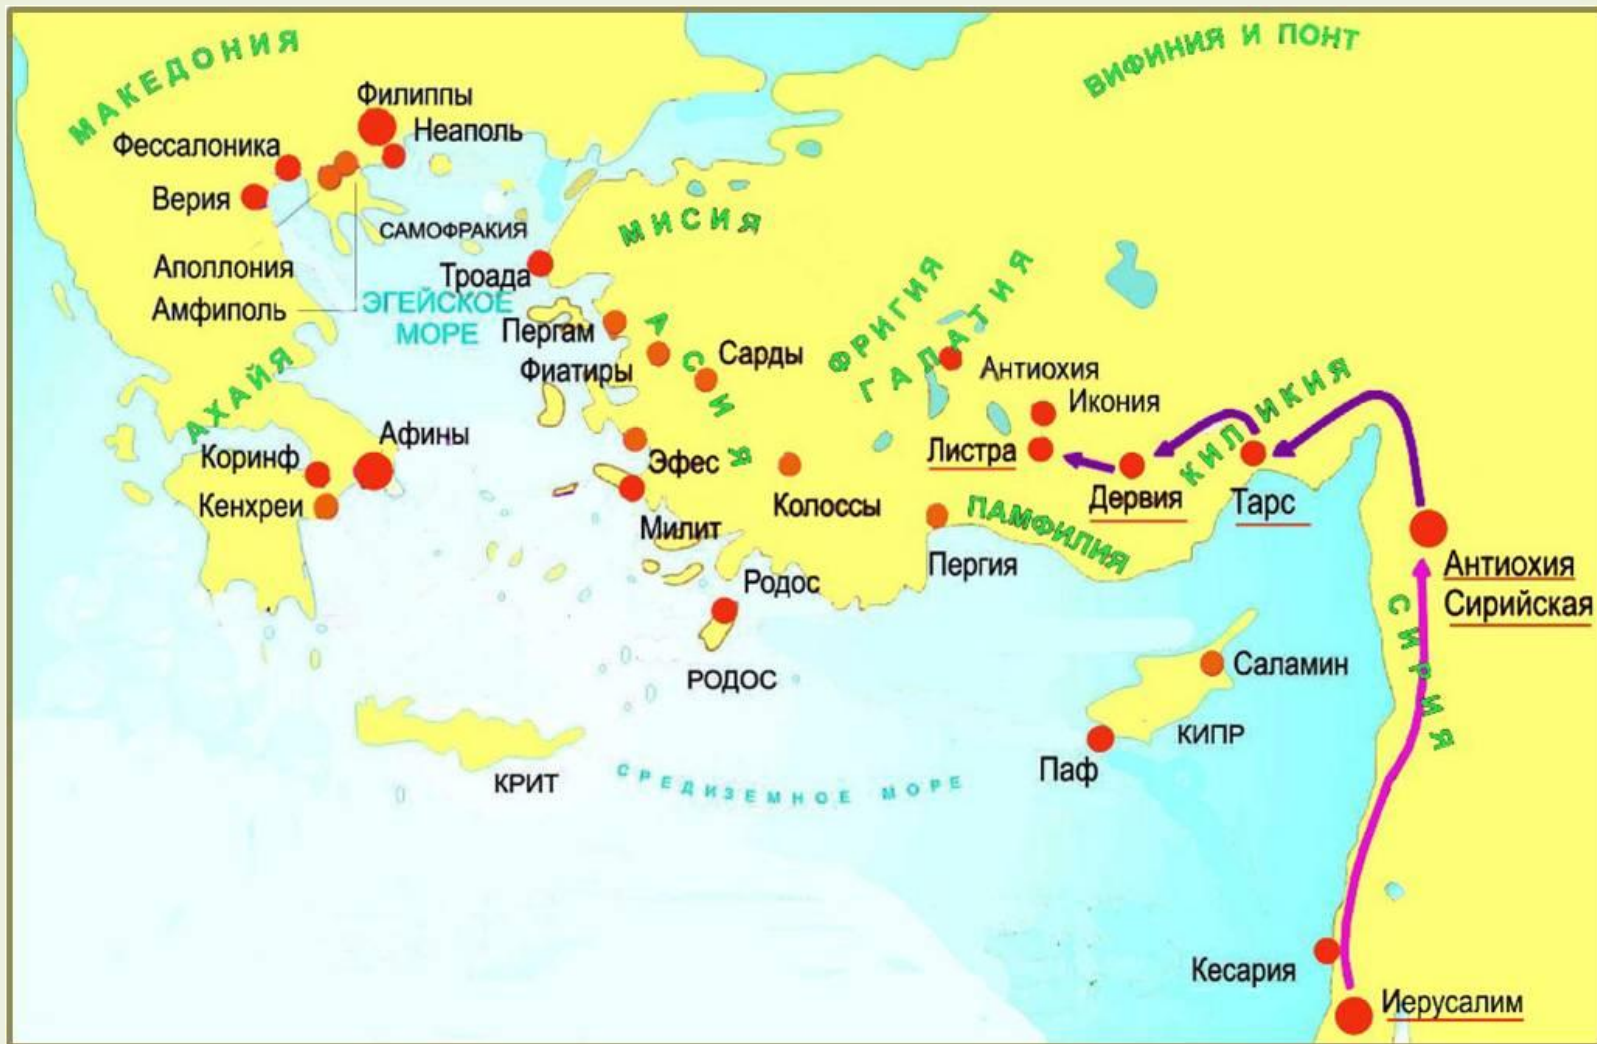 МАКЕДОНИЯ
ВИФИНИЯ И ПОНТ
Филиппы
Неаполь
Фессалоника
Верия
САМОФРАКИЯ
МИСИЯ
Аполлония
Амфиполь
Троада
ЭГЕЙСКОЕ
МОРЕ
Пергам
Фиатиры
АСИЯ
Сарды
ФРИГИЯ
ГАДАТИЯ
Антиохия
Икония
Листра
Дервия
КИЛИКИЯ
Тарс
АХАЙЯ
Афины
Коринф
Кенхреи
Эфес
Милит
Колоссы
ПАМФИЛИЯ
Пергия
Антиохия
Сирийская
СИРИЯ
Родос
РОДОС
Саламин
КИПР
Паф
КРИТ
СРЕДИЗЕМНОЕ МОРЕ
Кесария
Иерусалим